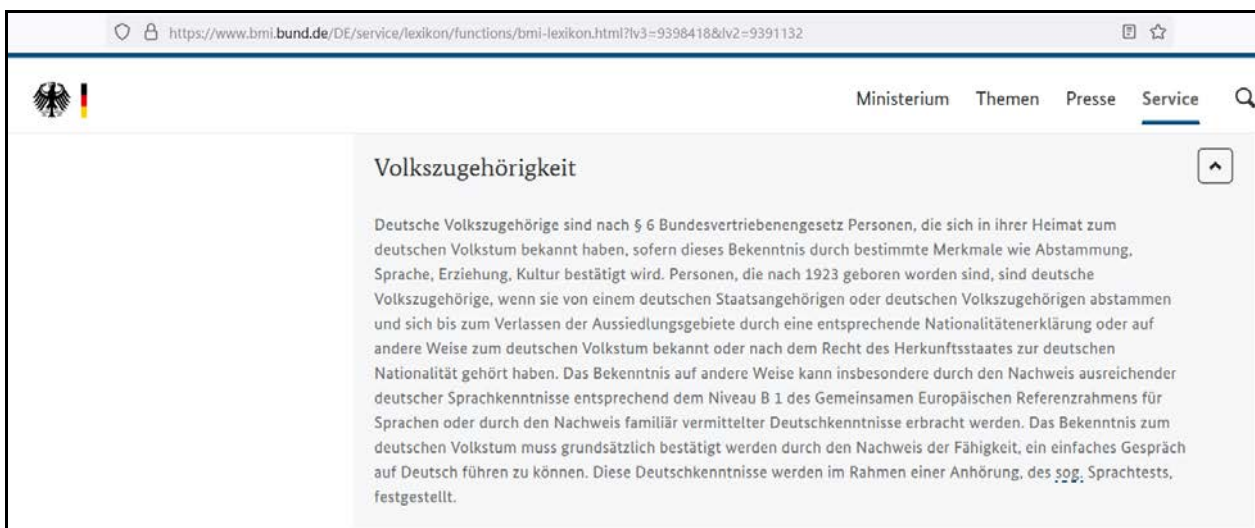 https://www.bmi.bund.de/DE/service/lexikon/functions/bmi-lexikon.html?lv3=9398418&lv2=9391132
Ministerium Themen Presse Service
Volkszugehörigkeit
Deutsche Volkszugehörige sind nach § 6 Bundesvertriebenengesetz Personen, die sich in ihrer Heimat zum
deutschen Volkstum bekannt haben, sofern dieses Bekenntnis durch bestimmte Merkmale wie Abstammung,
Sprache, Erziehung, Kultur bestätigt wird. Personen, die nach 1923 geboren worden sind, sind deutsche
Volkszugehörige, wenn sie von einem deutschen Staatsangehörigen oder deutschen Volkszugehörigen abstammen
und sich bis zum Verlassen der Aussiedlungsgebiete durch eine entsprechende Nationalitätenerklärung oder auf
andere Weise zum deutschen Volkstum bekannt oder nach dem Recht des Herkunftsstaates zur deutschen
Nationalität gehört haben. Das Bekenntnis auf andere Weise kann insbesondere durch den Nachweis ausreichender
deutscher Sprachkenntnisse entsprechend dem Niveau B 1 des Gemeinsamen Europäischen Referenzrahmens für
Sprachen oder durch den Nachweis familiär vermittelter Deutschkenntnisse erbracht werden. Das Bekenntnis zum
deutschen Volkstum muss grundsätzlich bestätigt werden durch den Nachweis der Fähigkeit, ein einfaches Gespräch
auf Deutsch führen zu können. Diese Deutschkenntnisse werden im Rahmen einer Anhörung, des sog. Sprachtests,
festgestellt.